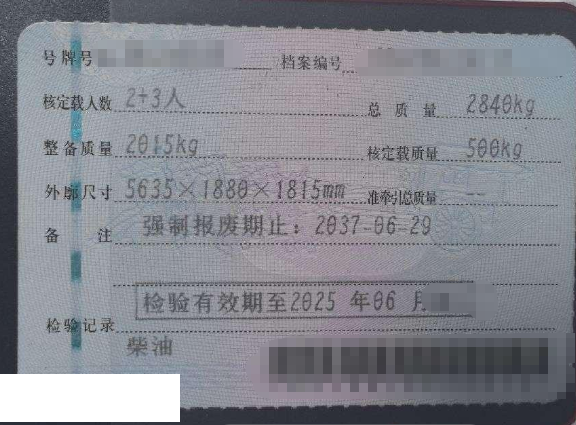 号牌号
档案编号
核定载人数 2+3人
总质量 2840kg
整备质量 2015kg
核定载质量 500kg
外廓尺寸 5635×1880×1815mm
准牵引总质量 --
备注 强制报废期止：2037-06-29
检验有效期至2025 年06 月
检验记录
柴油